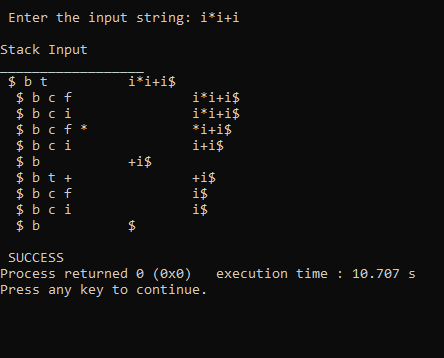 Enter the input string: i*i+i
Stack Input
__________________
$ b t i*i+i$
$ b c f i*i+i$
$ b c i i*i+i$
$ b c f * *i+i$
$ b c i i+i$
$ b +i$
$ b t + +i$
$ b c f i$
$ b c i i$
$ b $
SUCCESS
Process returned 0 (0x0) execution time : 10.707 s
Press any key to continue.